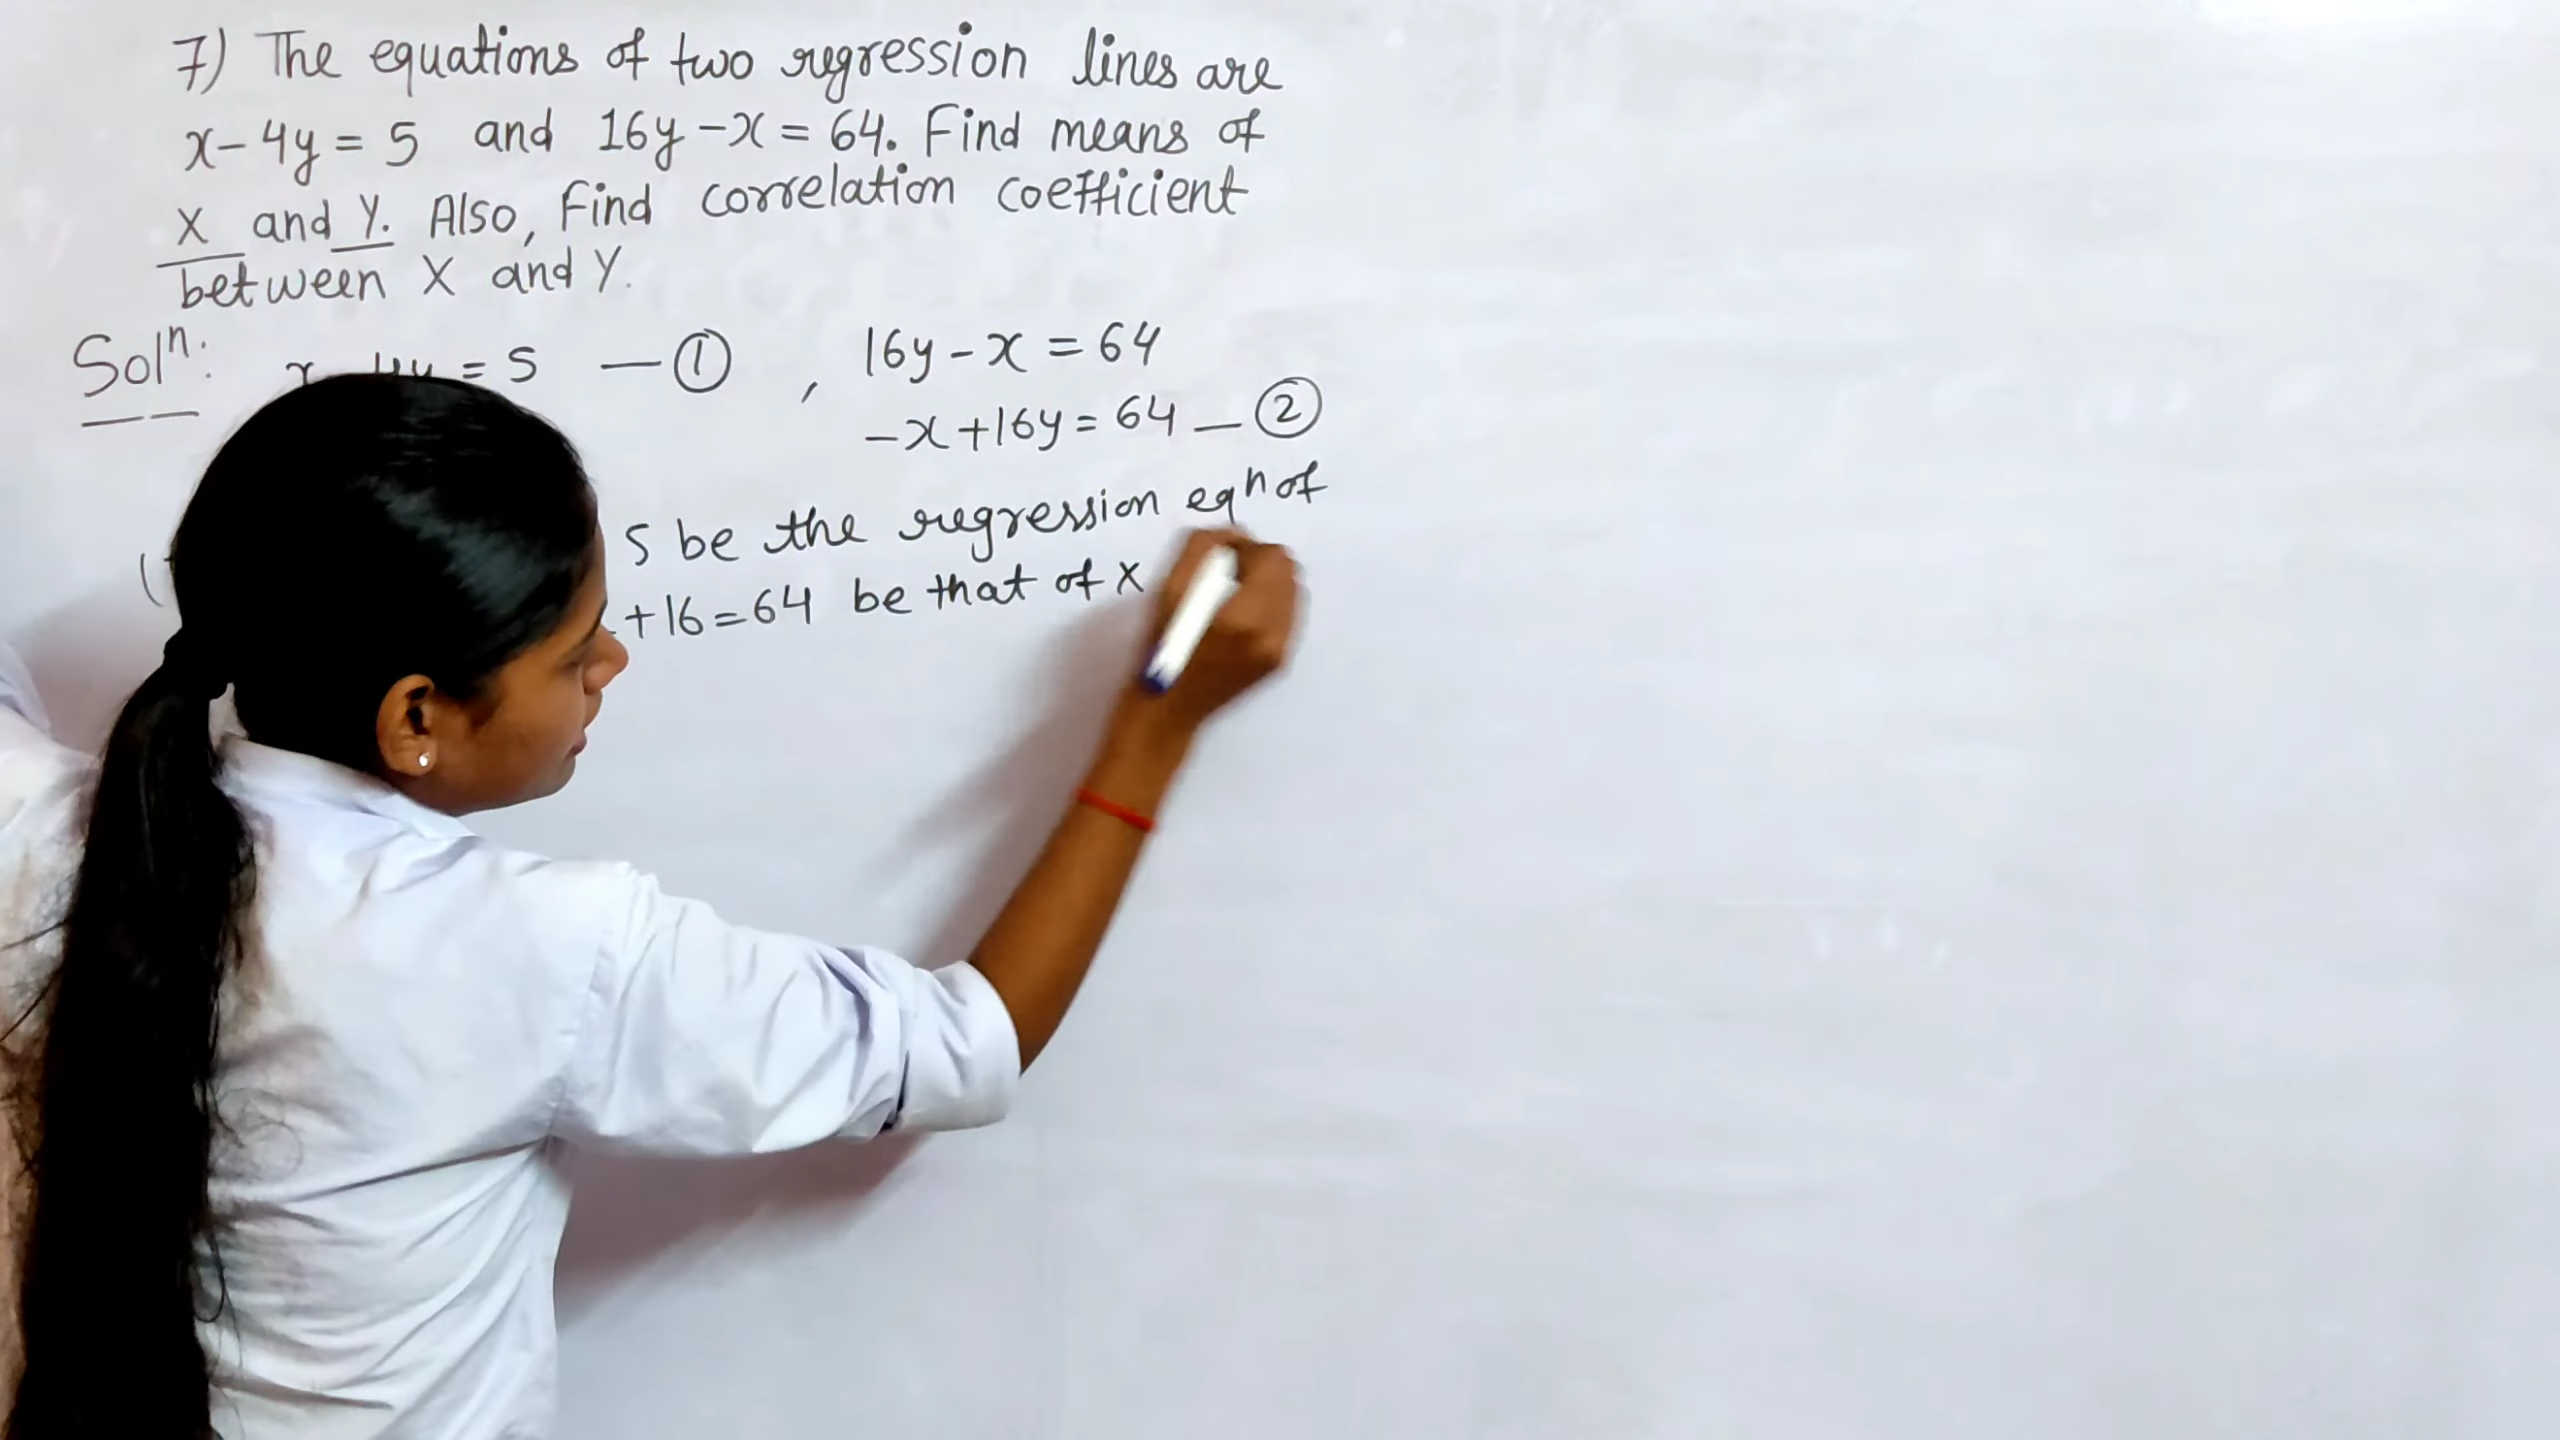 7) The equations of two regression lines are
x - 4y = 5 and 16y - x = 64. Find means of
X and Y. Also, Find correlation coefficient
between X and Y.
Solⁿ: = 5 — ① , 16y - x = 64
-x + 16y = 64 — ②
5 be the regression eqⁿ of
+ 16 = 64 be that of X